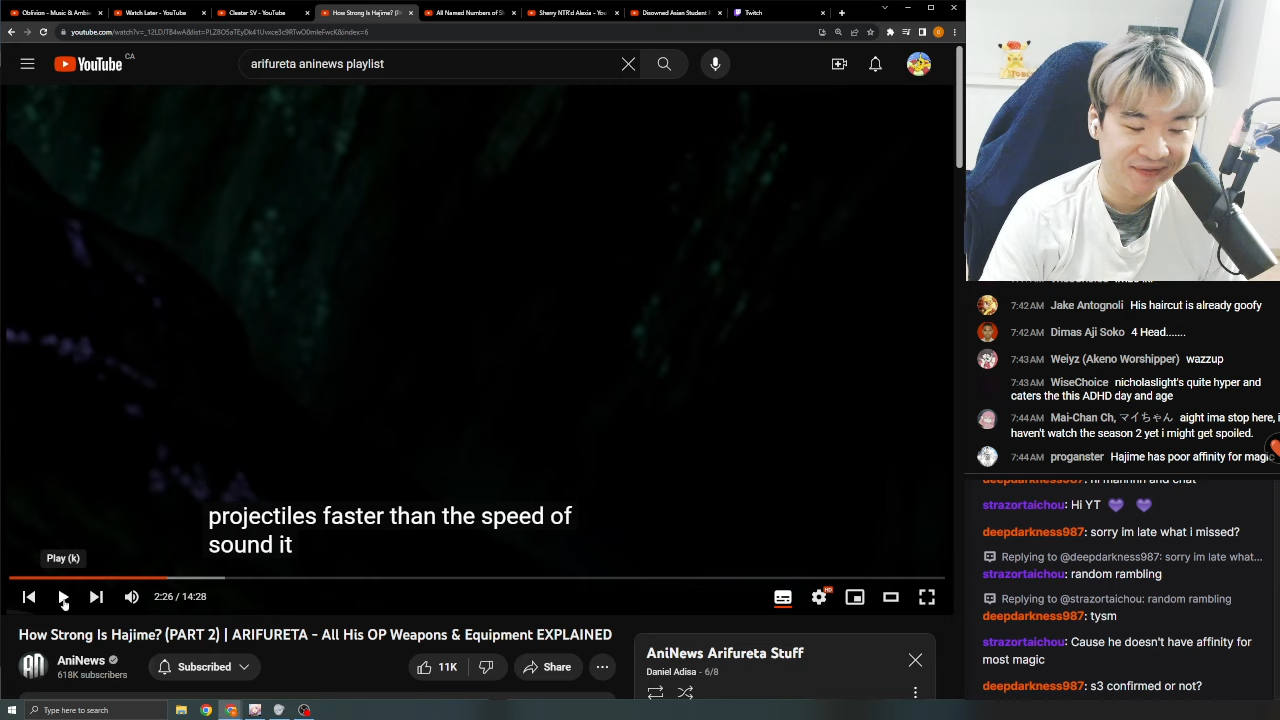 Oblivion - Music & Ambie
Watch Later - YouTube
Cleater SV - YouTube
How Strong Is Hajime? (P
All Named Numbers of S
Sherry NTR'd Alexia - You
Disowned Asian Student
Twitch
YouTube CA
arifureta aninews playlist
projectiles faster than the speed of
sound it
Play (k)
2:26 / 14:28
HD
How Strong Is Hajime? (PART 2) | ARIFURETA - All His OP Weapons & Equipment EXPLAINED
AniNews
618K subscribers
Subscribed
11K
Share
AniNews Arifureta Stuff
Daniel Adisa - 6/8
7:42 AM Jake Antognoli His haircut is already goofy
7:42 AM Dimas Aji Soko 4 Head.......
7:43 AM Weiyz (Akeno Worshipper) wazzup
7:43 AM WiseChoice nicholaslight's quite hyper and
caters the this ADHD day and age
7:44 AM Mai-Chan Ch, マイちゃん aight ima stop here, i
haven't watch the season 2 yet i might get spoiled.
7:44 AM proganster Hajime has poor affinity for magic
strazortaichou: Hi YT
deepdarkness987: sorry im late what i missed?
Replying to @deepdarkness987: sorry im late what...
strazortaichou: random rambling
Replying to @strazortaichou: random rambling
deepdarkness987: tysm
strazortaichou: Cause he doesn't have affinity for
most magic
deepdarkness987: s3 confirmed or not?
Type here to search